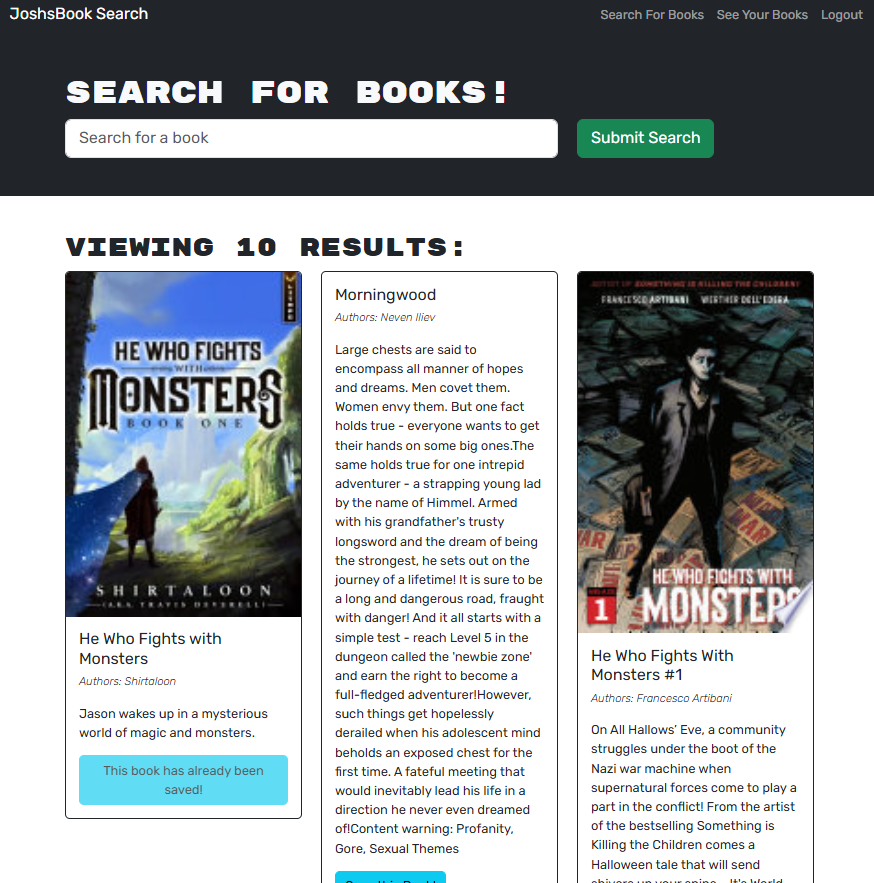 JoshsBook Search
Search For Books See Your Books Logout
SEARCH FOR BOOKS!
Search for a book
Submit Search
VIEWING 10 RESULTS:
HE WHO FIGHTS
WITH
MONSTERS
BOOK ONE
SHIRTALOON
(A.K.A. TRAVIS DEVERELL)
He Who Fights with
Monsters
Authors: Shirtaloon
Jason wakes up in a mysterious
world of magic and monsters.
This book has already been
saved!
Morningwood
Authors: Neven Iliev
Large chests are said to
encompass all manner of hopes
and dreams. Men covet them.
Women envy them. But one fact
holds true - everyone wants to get
their hands on some big ones.The
same holds true for one intrepid
adventurer - a strapping young lad
by the name of Himmel. Armed
with his grandfather's trusty
longsword and the dream of being
the strongest, he sets out on the
journey of a lifetime! It is sure to be
a long and dangerous road, fraught
with danger! And it all starts with a
simple test - reach Level 5 in the
dungeon called the 'newbie zone'
and earn the right to become a
full-fledged adventurer!However,
such things get hopelessly
derailed when his adolescent mind
beholds an exposed chest for the
first time. A fateful meeting that
would inevitably lead his life in a
direction he never even dreamed
of!Content warning: Profanity,
Gore, Sexual Themes
ARTIST OF SOMETHING IS KILLING THE CHILDREN!
FRANCESCO ARTIBANI WERTHER DELL'EDERA
WAR
WAR
WAR
1
HE WHO FIGHTS WITH
MONSTERS
He Who Fights With
Monsters #1
Authors: Francesco Artibani
On All Hallows’ Eve, a community
struggles under the boot of the
Nazi war machine when
supernatural forces come to play a
part in the conflict! From the artist
of the bestselling Something is
Killing the Children comes a
Halloween tale that will send
shivers up your spine... It's World